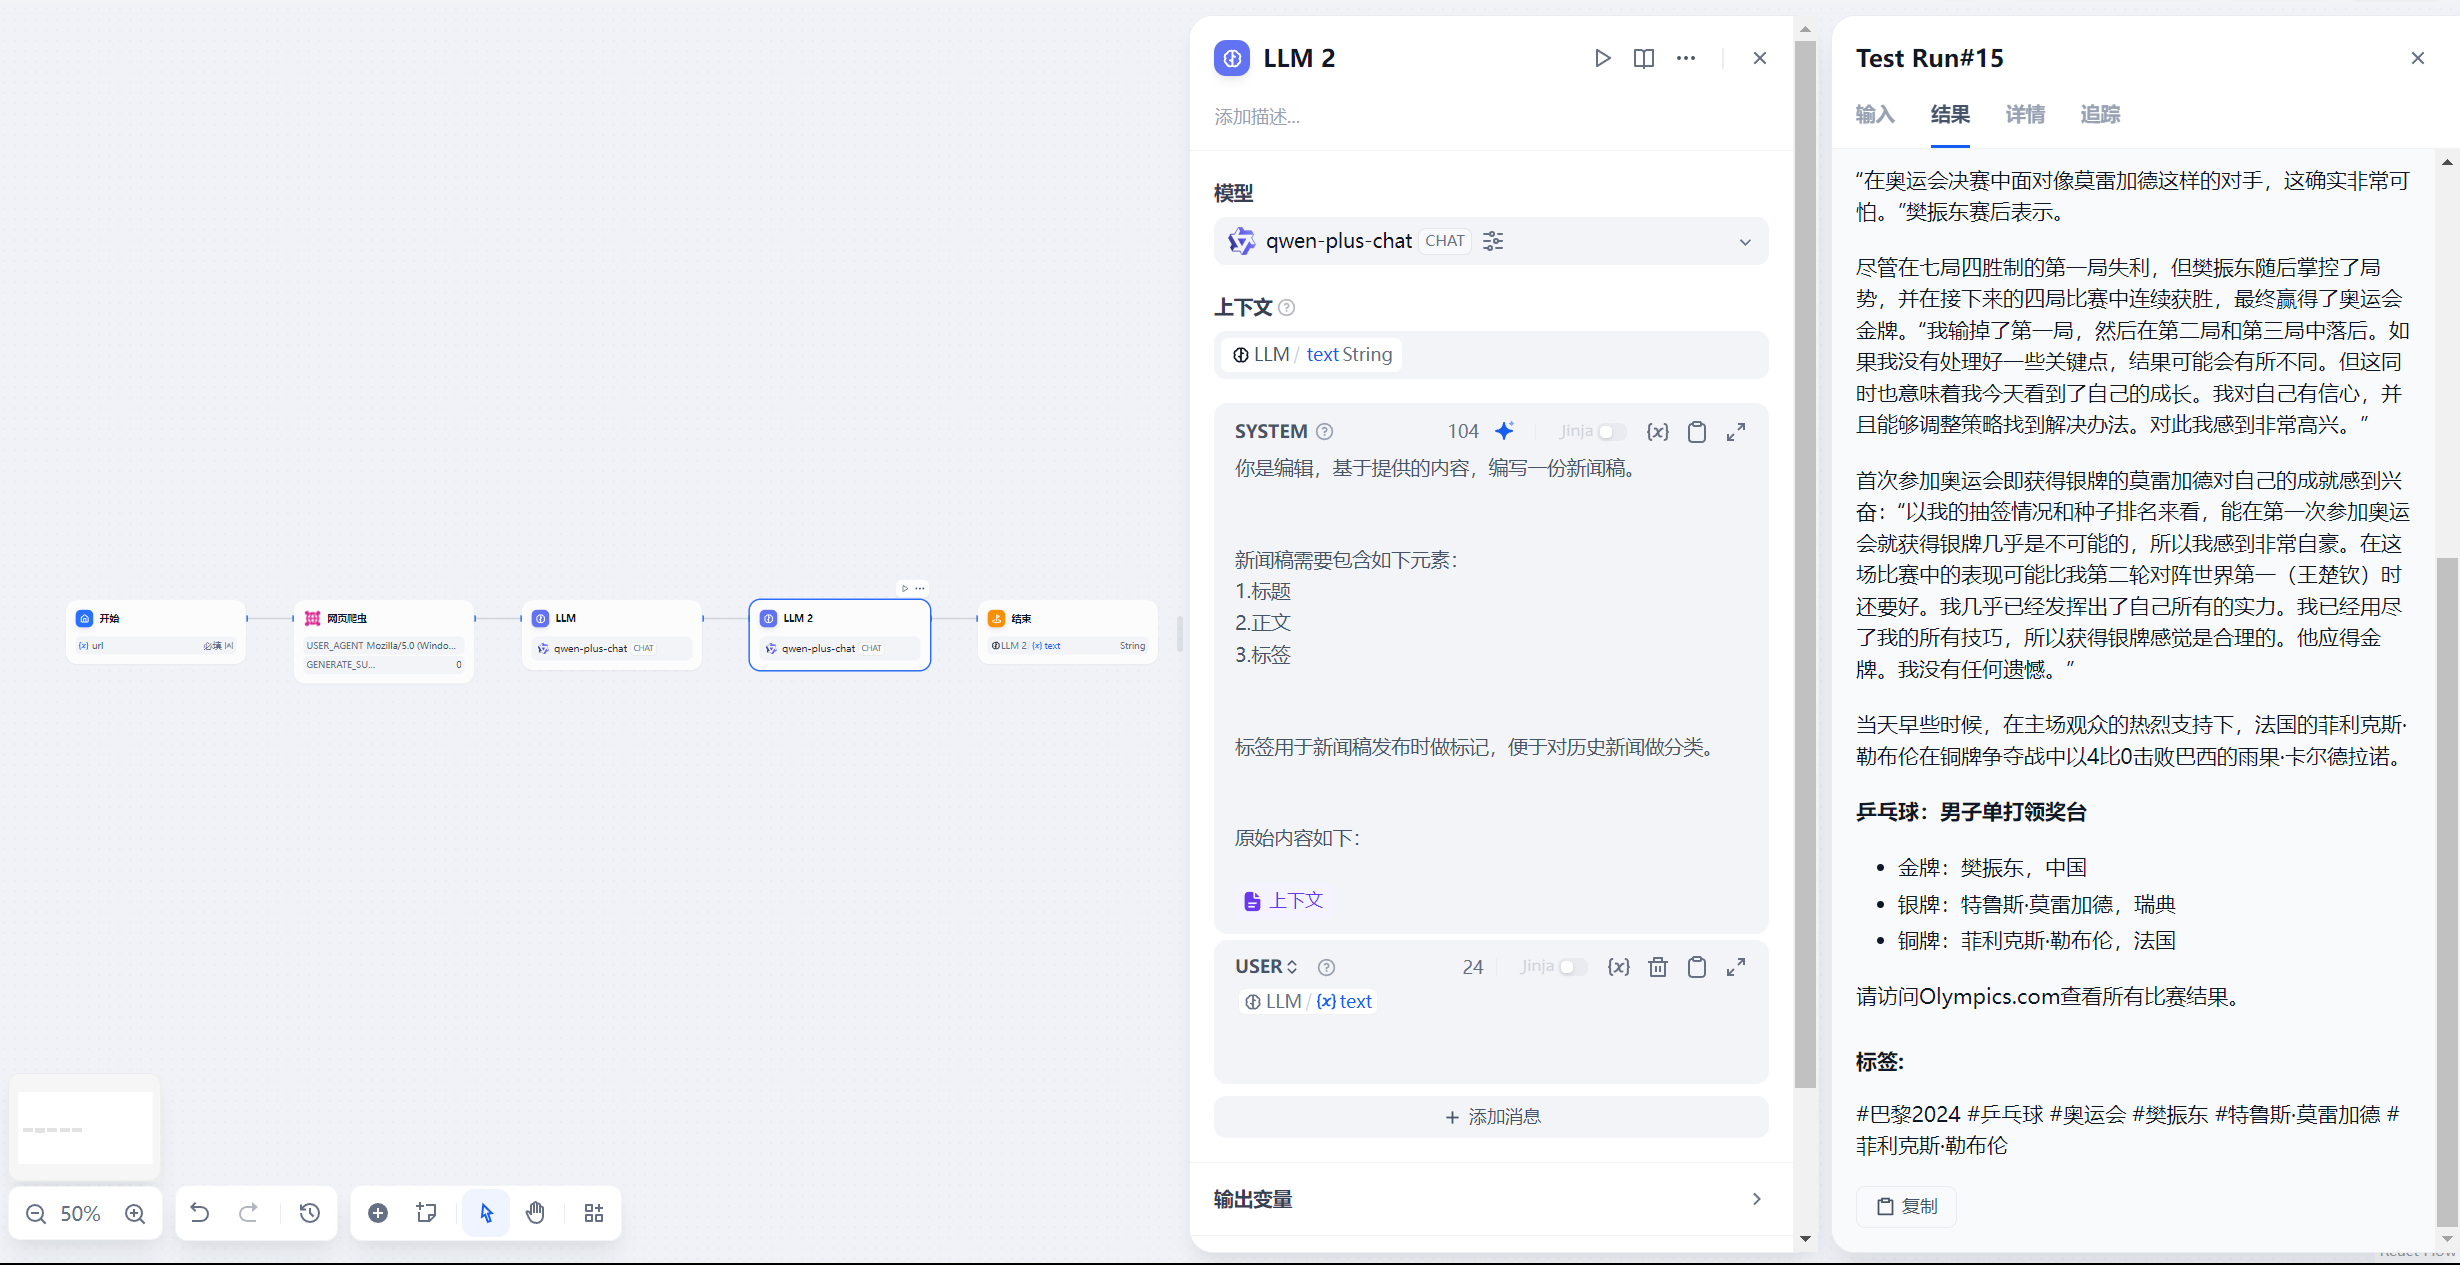 开始
{x} url
必填
网页爬虫
USER_AGENT Mozilla/5.0 (Windo...
GENERATE_SU...
0
LLM
qwen-plus-chat CHAT
LLM 2
qwen-plus-chat CHAT
结束
LLM 2/ {x} text
String
50%
LLM 2
添加描述...
模型
qwen-plus-chat CHAT
上下文
LLM / text String
SYSTEM
104
Jinja
{x}
你是编辑，基于提供的内容，编写一份新闻稿。
新闻稿需要包含如下元素：
1.标题
2.正文
3.标签
标签用于新闻稿发布时做标记，便于对历史新闻做分类。
原始内容如下：
上下文
USER
24
Jinja
{x}
LLM / {x} text
+ 添加消息
输出变量
Test Run#15
输入 结果 详情 追踪
“在奥运会决赛中面对像莫雷加德这样的对手，这确实非常可
怕。”樊振东赛后表示。
尽管在七局四胜制的第一局失利，但樊振东随后掌控了局
势，并在接下来的四局比赛中连续获胜，最终赢得了奥运会
金牌。“我输掉了第一局，然后在第二局和第三局中落后。如
果我没有处理好一些关键点，结果可能会有所不同。但这同
时也意味着我今天看到了自己的成长。我对自己有信心，并
且能够调整策略找到解决办法。对此我感到非常高兴。”
首次参加奥运会即获得银牌的莫雷加德对自己的成就感到兴
奋：“以我的抽签情况和种子排名来看，能在第一次参加奥运
会就获得银牌几乎是不可能的，所以我感到非常自豪。在这
场比赛中的表现可能比我第二轮对阵世界第一（王楚钦）时
还要好。我几乎已经发挥出了自己所有的实力。我已经用尽
了我的所有技巧，所以获得银牌感觉是合理的。他应得金
牌。我没有任何遗憾。”
当天早些时候，在主场观众的热烈支持下，法国的菲利克斯·
勒布伦在铜牌争夺战中以4比0击败巴西的雨果·卡尔德拉诺。
乒乓球：男子单打领奖台
• 金牌：樊振东，中国
• 银牌：特鲁斯·莫雷加德，瑞典
• 铜牌：菲利克斯·勒布伦，法国
请访问Olympics.com查看所有比赛结果。
标签:
#巴黎2024 #乒乓球 #奥运会 #樊振东 #特鲁斯·莫雷加德 #
菲利克斯·勒布伦
复制
React Flow